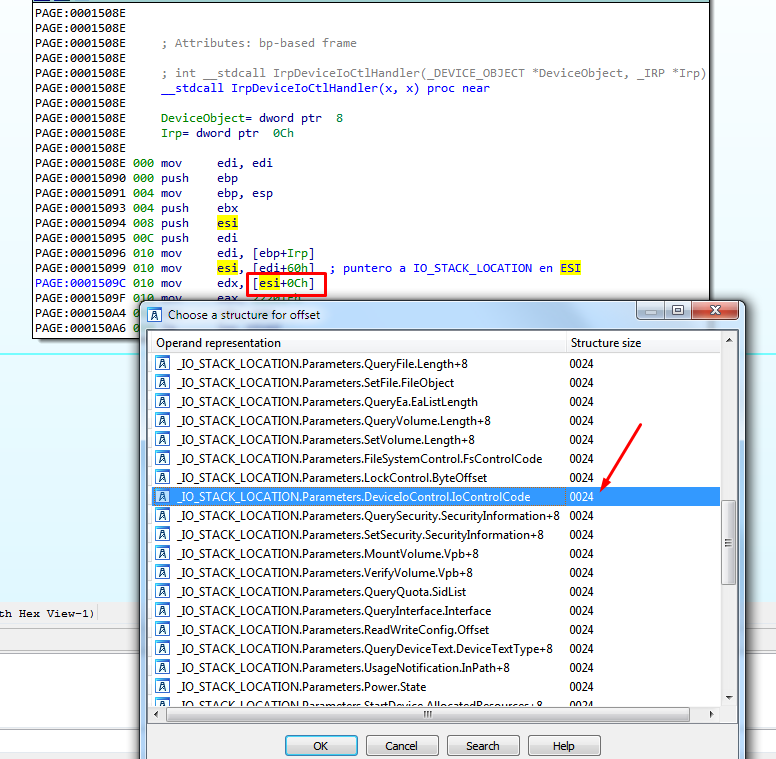 PAGE:0001508E
PAGE:0001508E
PAGE:0001508E ; Attributes: bp-based frame
PAGE:0001508E
PAGE:0001508E ; int __stdcall IrpDeviceIoCtlHandler(_DEVICE_OBJECT *DeviceObject, _IRP *Irp)
PAGE:0001508E __stdcall IrpDeviceIoCtlHandler(x, x) proc near
PAGE:0001508E
PAGE:0001508E DeviceObject= dword ptr 8
PAGE:0001508E Irp= dword ptr 0Ch
PAGE:0001508E
PAGE:0001508E 000 mov edi, edi
PAGE:00015090 000 push ebp
PAGE:00015091 004 mov ebp, esp
PAGE:00015093 004 push ebx
PAGE:00015094 008 push esi
PAGE:00015095 00C push edi
PAGE:00015096 010 mov edi, [ebp+Irp]
PAGE:00015099 010 mov esi, [edi+60h] ; puntero a IO_STACK_LOCATION en ESI
PAGE:0001509C 010 mov edx, [esi+0Ch]
PAGE:0001509F 010 mov eax,
PAGE:000150A4
PAGE:000150A6
Choose a structure for offset
Operand representation Structure size
_IO_STACK_LOCATION.Parameters.QueryFile.Length+8 0024
_IO_STACK_LOCATION.Parameters.SetFile.FileObject 0024
_IO_STACK_LOCATION.Parameters.QueryEa.EaListLength 0024
_IO_STACK_LOCATION.Parameters.QueryVolume.Length+8 0024
_IO_STACK_LOCATION.Parameters.SetVolume.Length+8 0024
_IO_STACK_LOCATION.Parameters.FileSystemControl.FsControlCode 0024
_IO_STACK_LOCATION.Parameters.LockControl.ByteOffset 0024
_IO_STACK_LOCATION.Parameters.DeviceIoControl.IoControlCode 0024
_IO_STACK_LOCATION.Parameters.QuerySecurity.SecurityInformation+8 0024
_IO_STACK_LOCATION.Parameters.SetSecurity.SecurityInformation+8 0024
_IO_STACK_LOCATION.Parameters.MountVolume.Vpb+8 0024
_IO_STACK_LOCATION.Parameters.VerifyVolume.Vpb+8 0024
_IO_STACK_LOCATION.Parameters.QueryQuota.SidList 0024
_IO_STACK_LOCATION.Parameters.QueryInterface.Interface 0024
_IO_STACK_LOCATION.Parameters.ReadWriteConfig.Offset 0024
_IO_STACK_LOCATION.Parameters.QueryDeviceText.DeviceTextType+8 0024
_IO_STACK_LOCATION.Parameters.UsageNotification.InPath+8 0024
_IO_STACK_LOCATION.Parameters.Power.State 0024
_IO_STACK_LOCATION.Parameters.StartDevice.AllocatedResources+8 0024
th Hex View-1)
OK Cancel Search Help